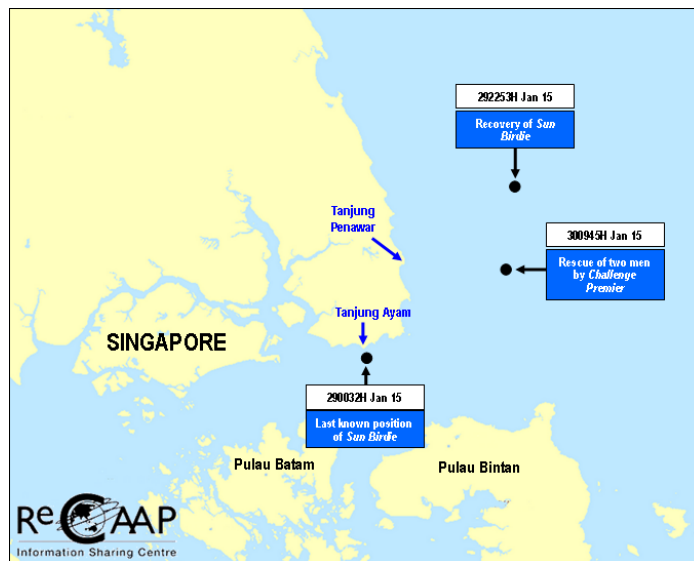 292253H Jan 15
Recovery of Sun
Birdie
Tanjung
Penawar
300945H Jan 15
Rescue of two men
by Challenge
Premier
Tanjung Ayam
SINGAPORE
290032H Jan 15
Last known position
of Sun Birdie
Pulau Batam
Pulau Bintan
ReCAAP
Information Sharing Centre